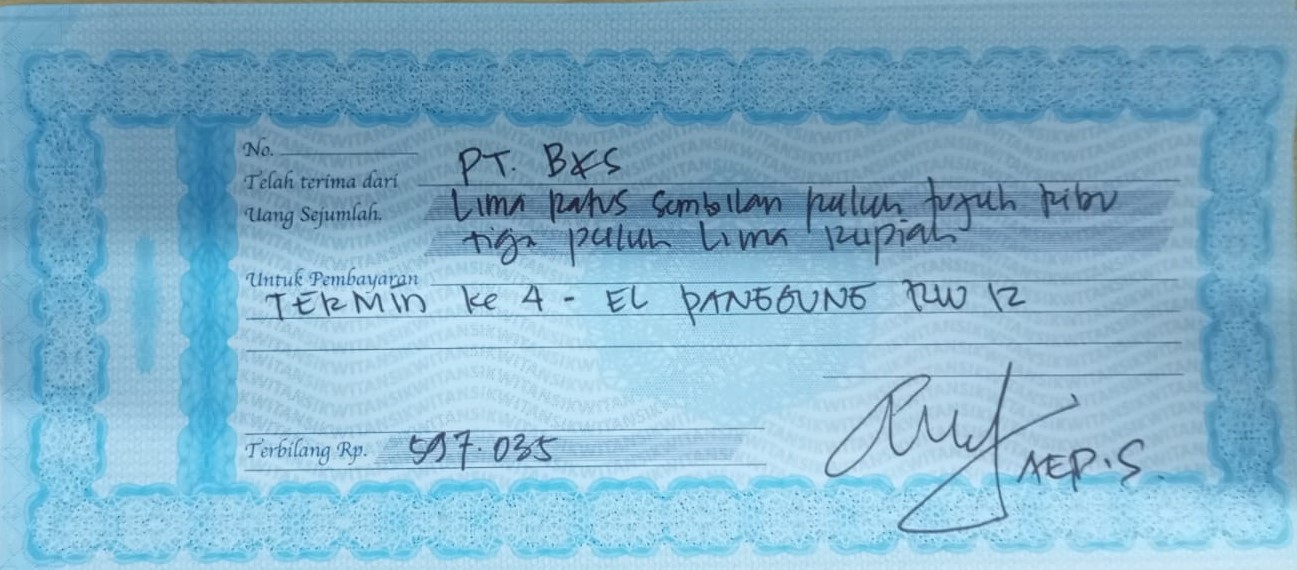 No.
Telah terima dari PT. BKS
Uang Sejumlah. Lima ratus sembilan puluh tujuh ribu
tiga puluh Lima rupiah
Untuk Pembayaran
TERMIN ke 4 - EL PANGGUNG RW 12
Terbilang Rp. 597.035
AEP.S